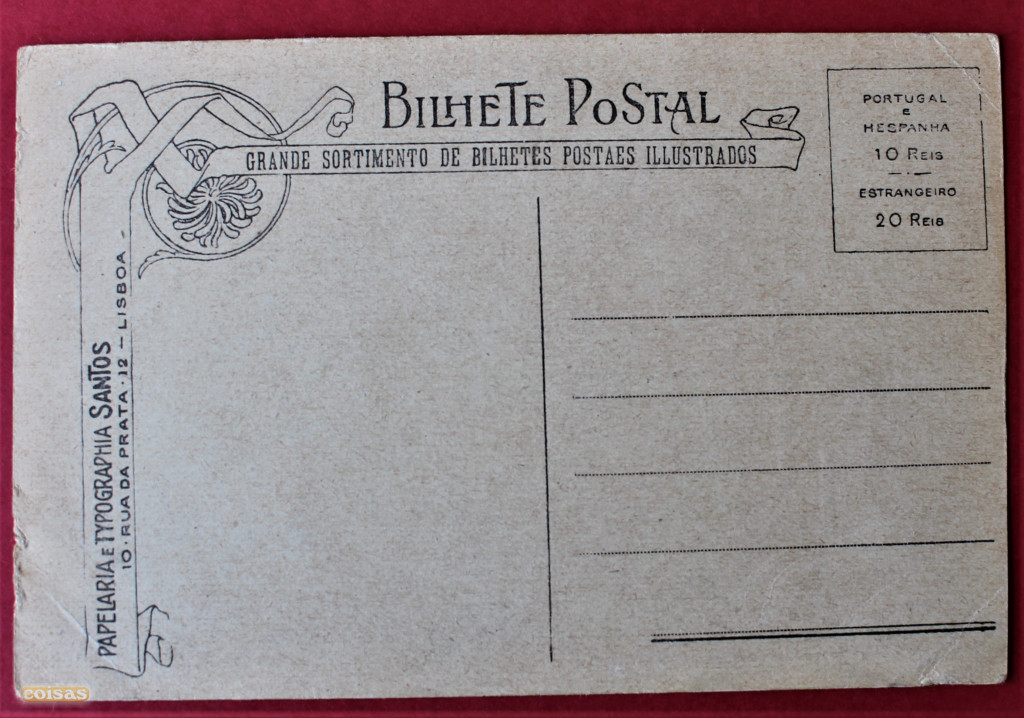 BILHETE POSTAL
GRANDE SORTIMENTO DE BILHETES POSTAES ILLUSTRADOS
PORTUGAL
E
HESPANHA
10 REIS
ESTRANGEIRO
20 REIS
PAPELARIA E TYPOGRAPHIA SANTOS
10 · RUA DA PRATA · 12 – LISBOA –
coisas